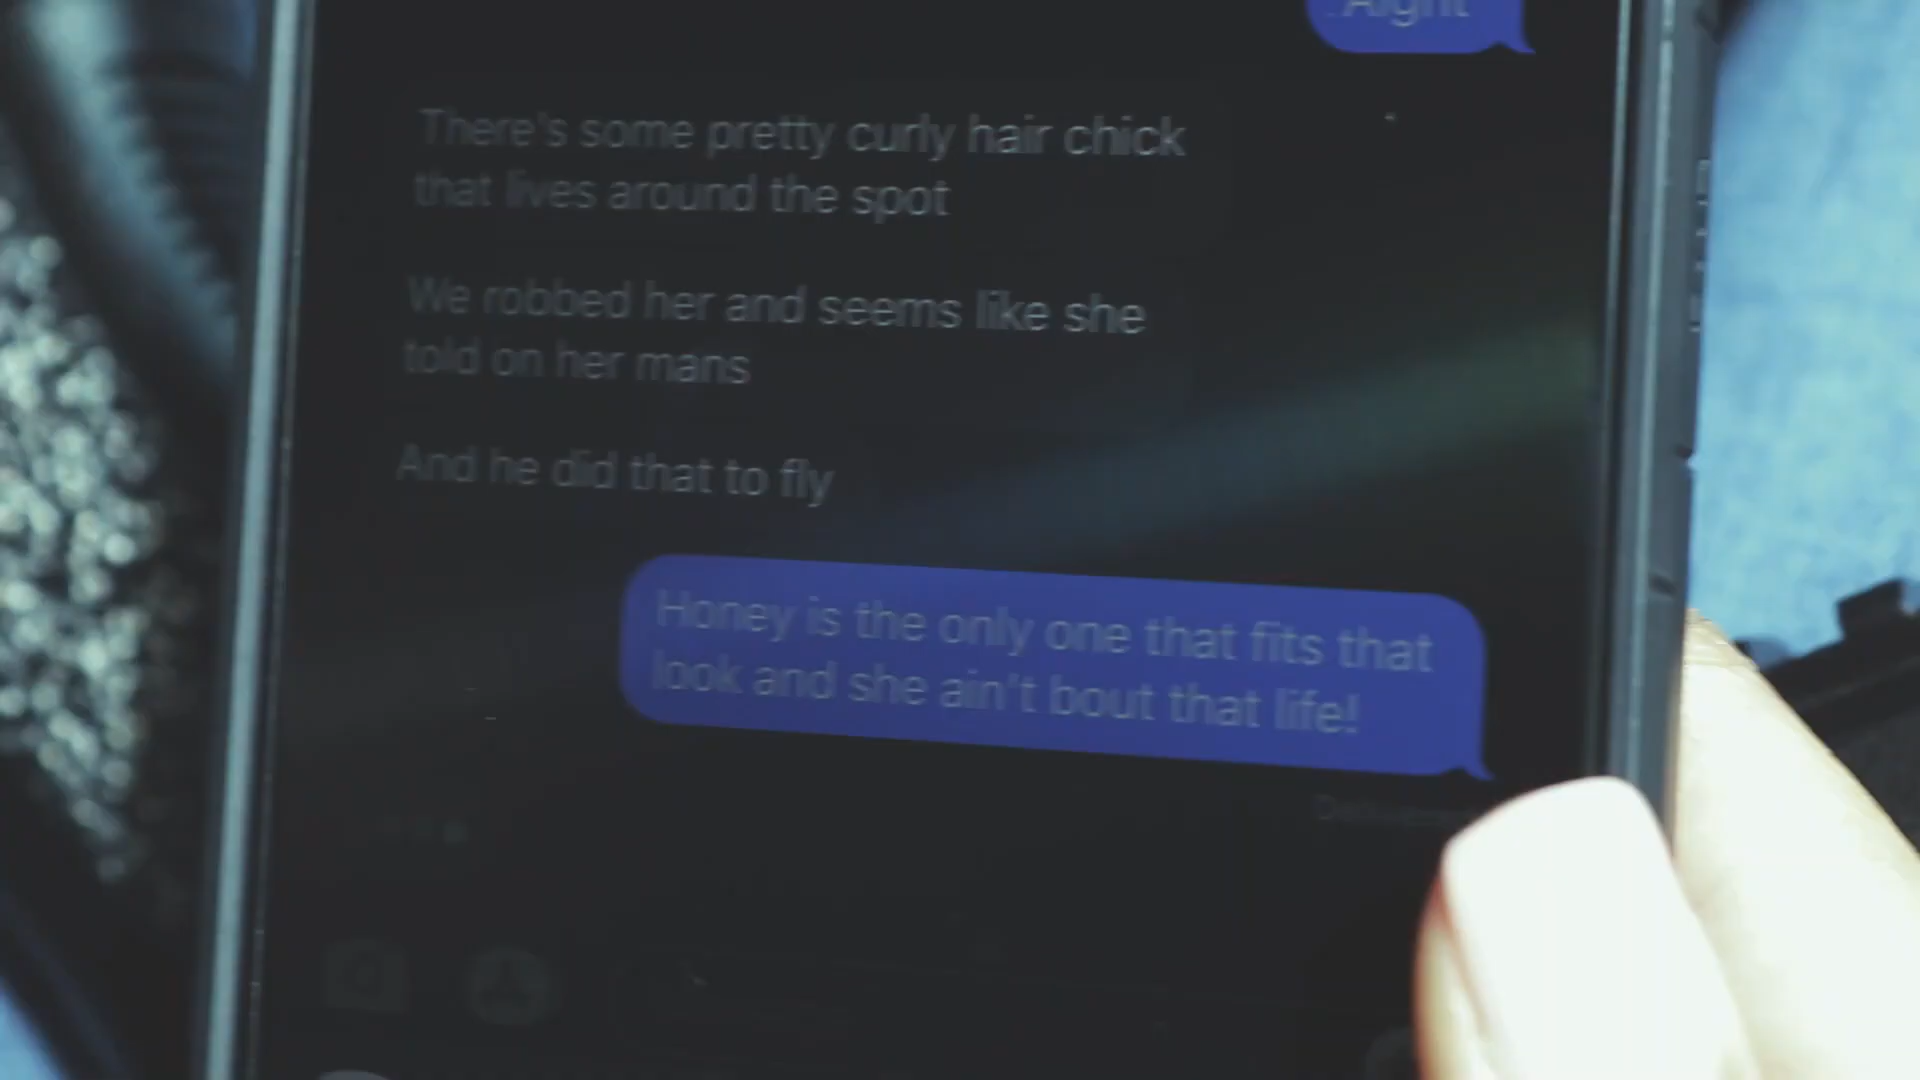 Alright
There's some pretty curly hair chick
that lives around the spot
We robbed her and seems like she
told on her mans
And he did that to fly
Honey is the only one that fits that
look and she ain't bout that life!